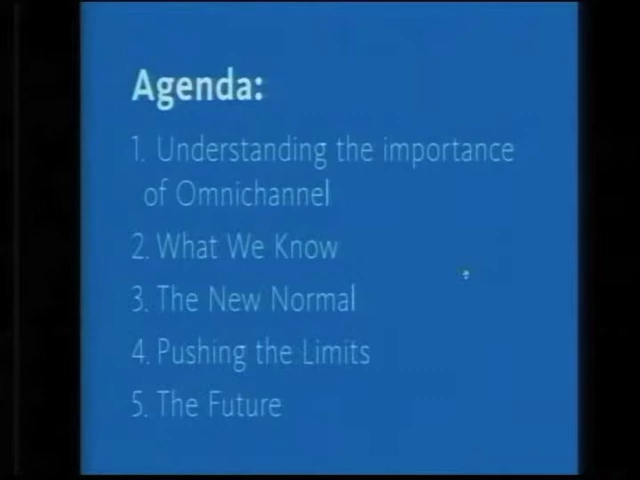 Agenda:
1. Understanding the importance
of Omnichannel
2. What We Know
3. The New Normal
4. Pushing the Limits
5. The Future